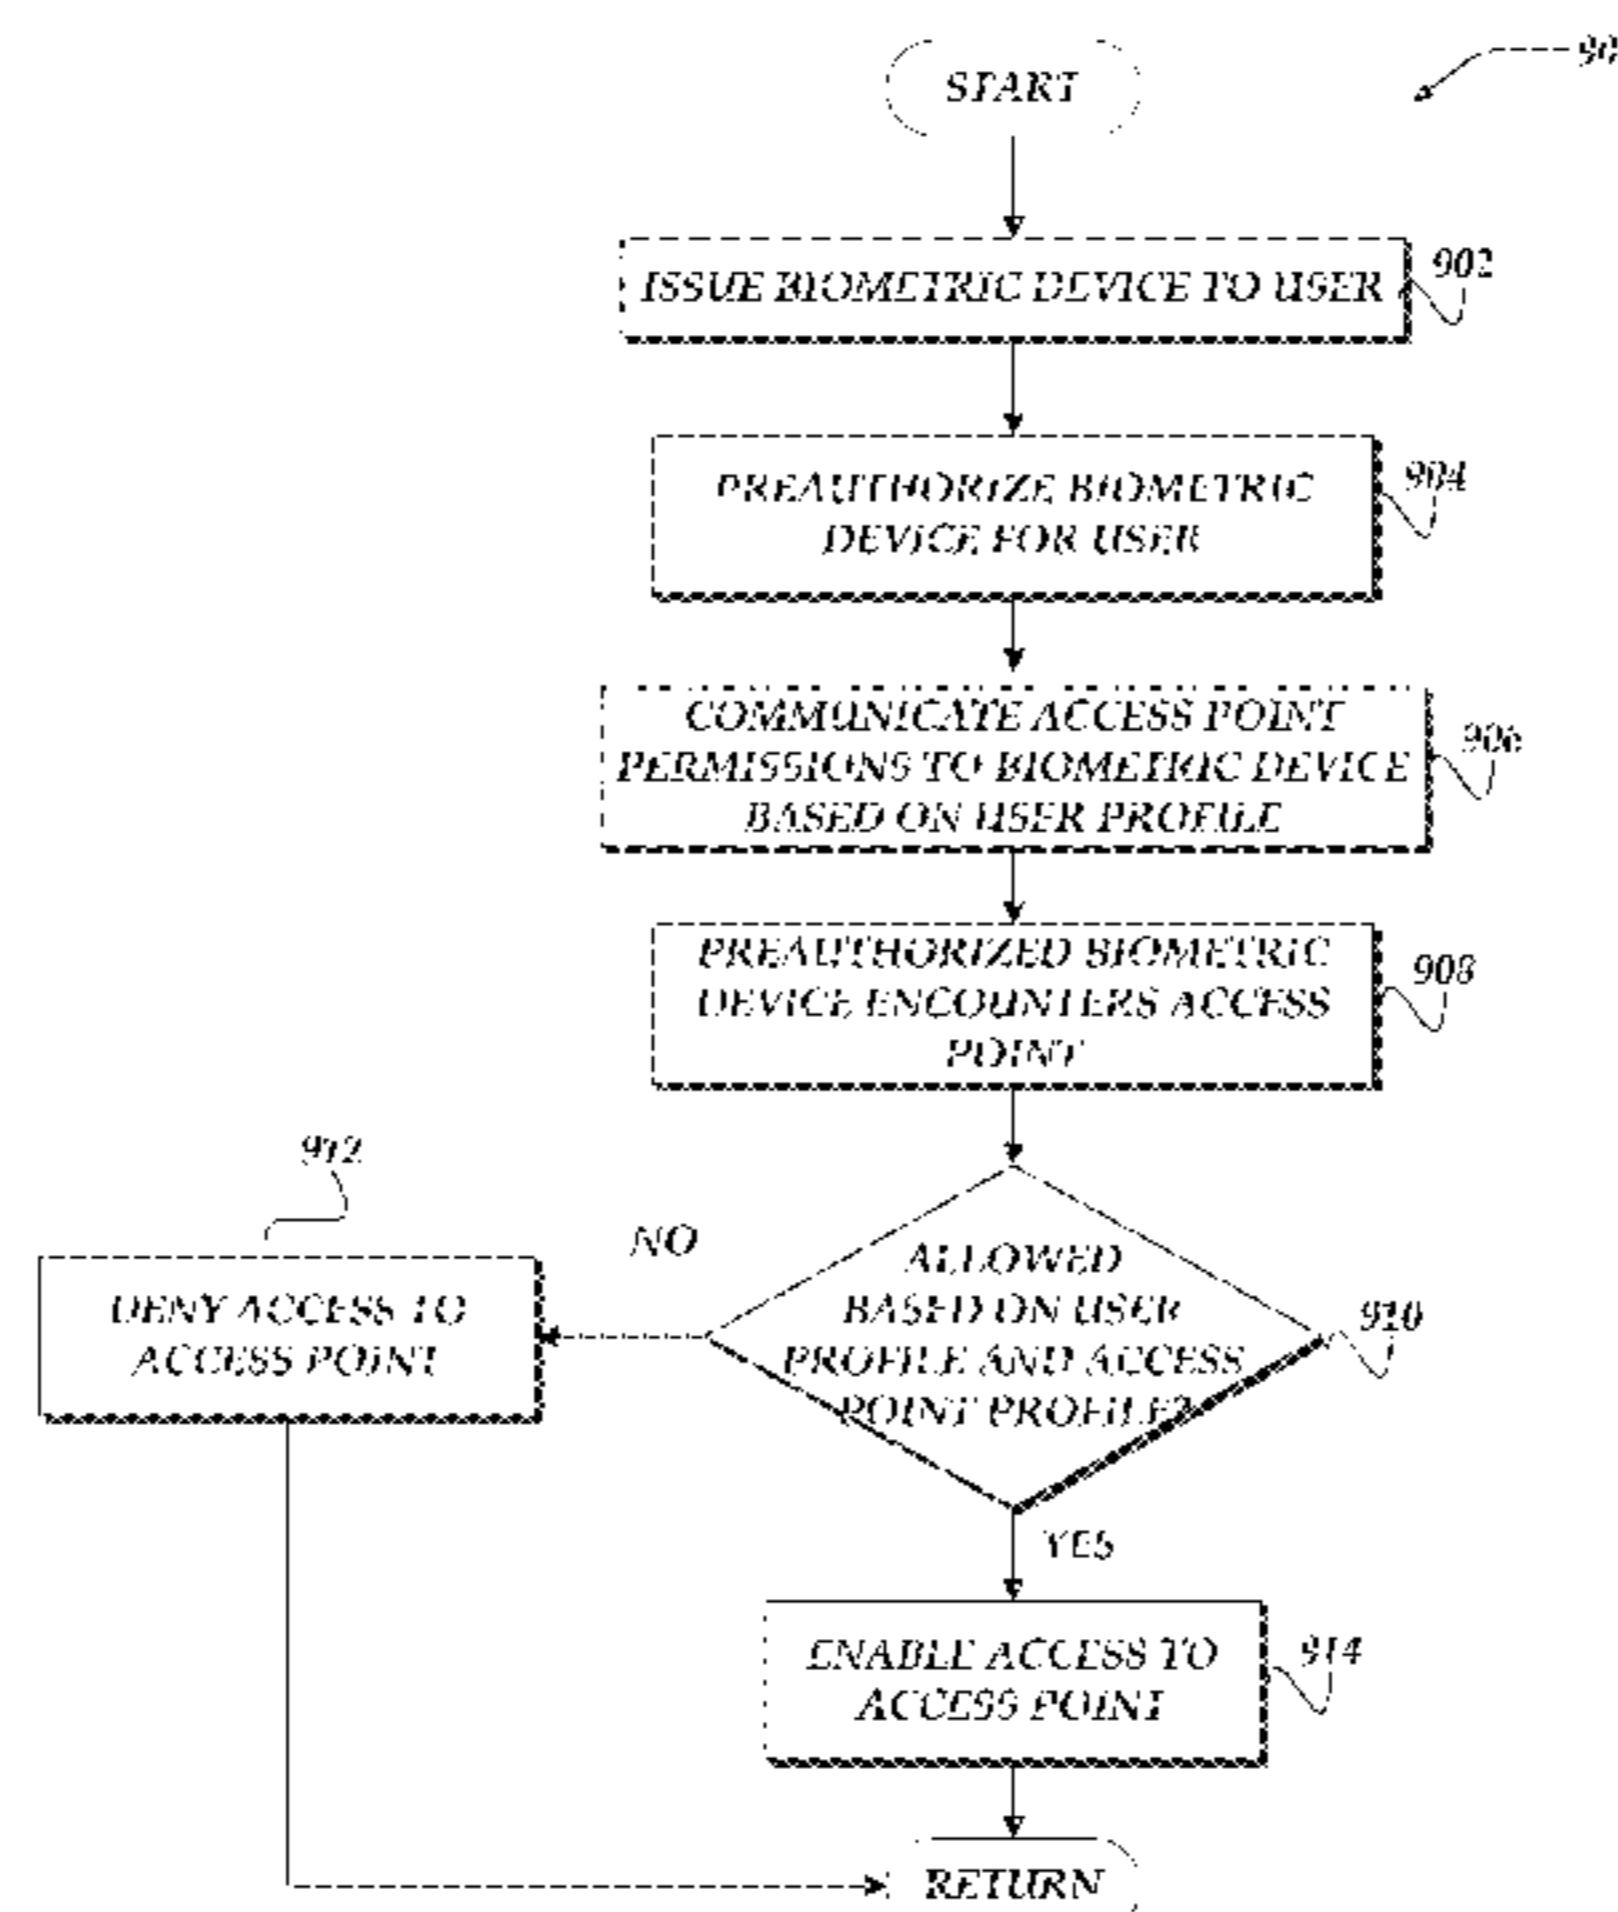 90
START
ISSUE BIOMETRIC DEVICE TO USER
902
PREAUTHORIZE BIOMETRIC
DEVICE FOR USER
904
COMMUNICATE ACCESS POINT
PERMISSIONS TO BIOMETRIC DEVICE
BASED ON USER PROFILE
906
PREAUTHORIZED BIOMETRIC
DEVICE ENCOUNTERS ACCESS
POINT
908
912
NO
DENY ACCESS TO
ACCESS POINT
ALLOWED
BASED ON USER
PROFILE AND ACCESS
POINT PROFILE?
910
YES
ENABLE ACCESS TO
ACCESS POINT
914
RETURN